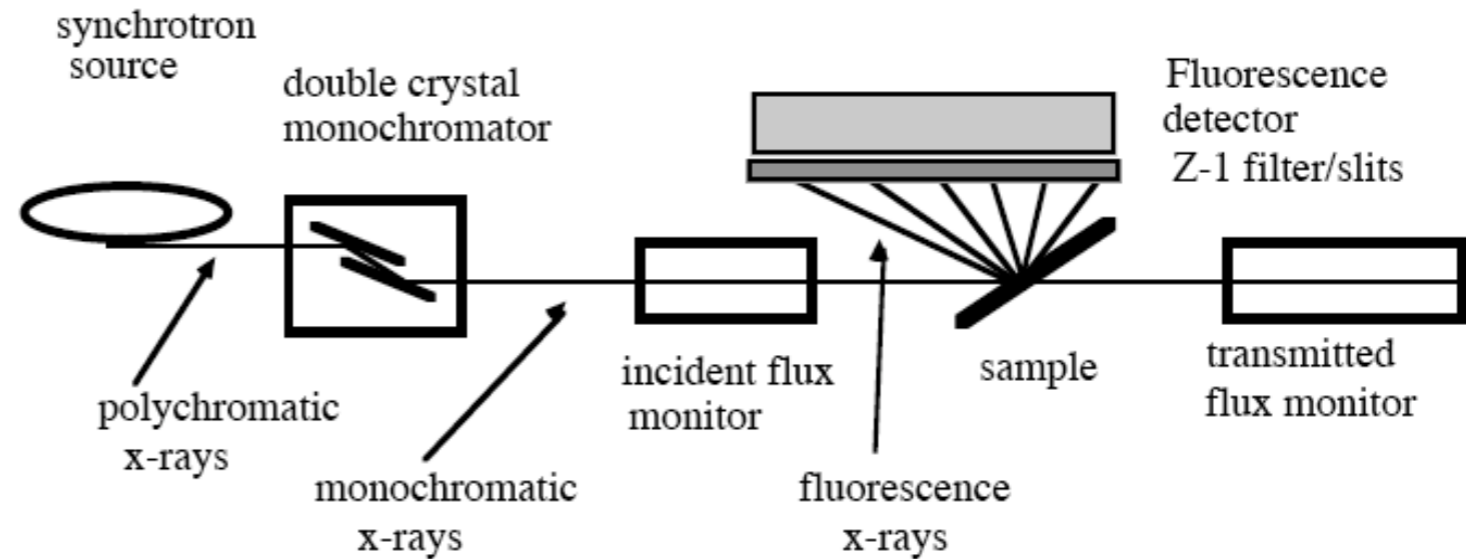 synchrotron
source
double crystal
monochromator
Fluorescence
detector
Z-1 filter/slits
polychromatic
x-rays
monochromatic
x-rays
incident flux
monitor
fluorescence
x-rays
sample
transmitted
flux monitor